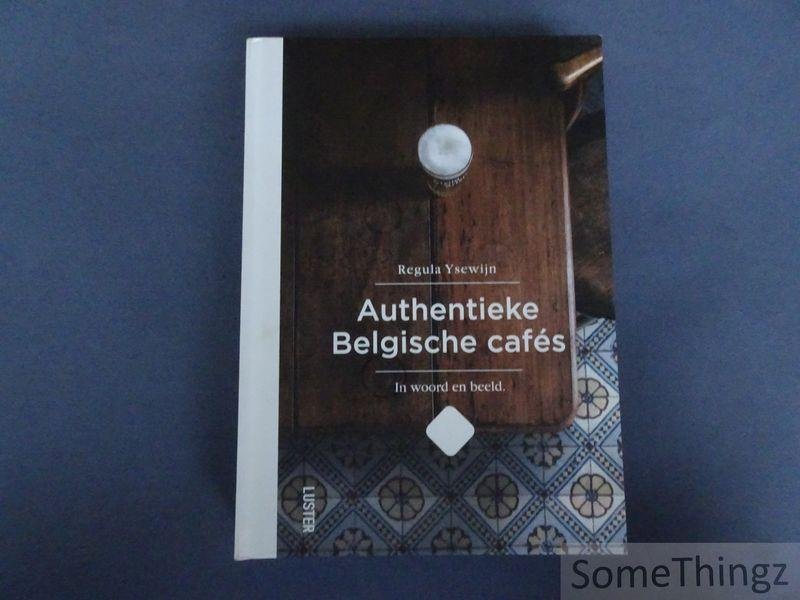 Regula Ysewijn
Authentieke
Belgische cafés
In woord en beeld.
LUSTER
SomeThingz